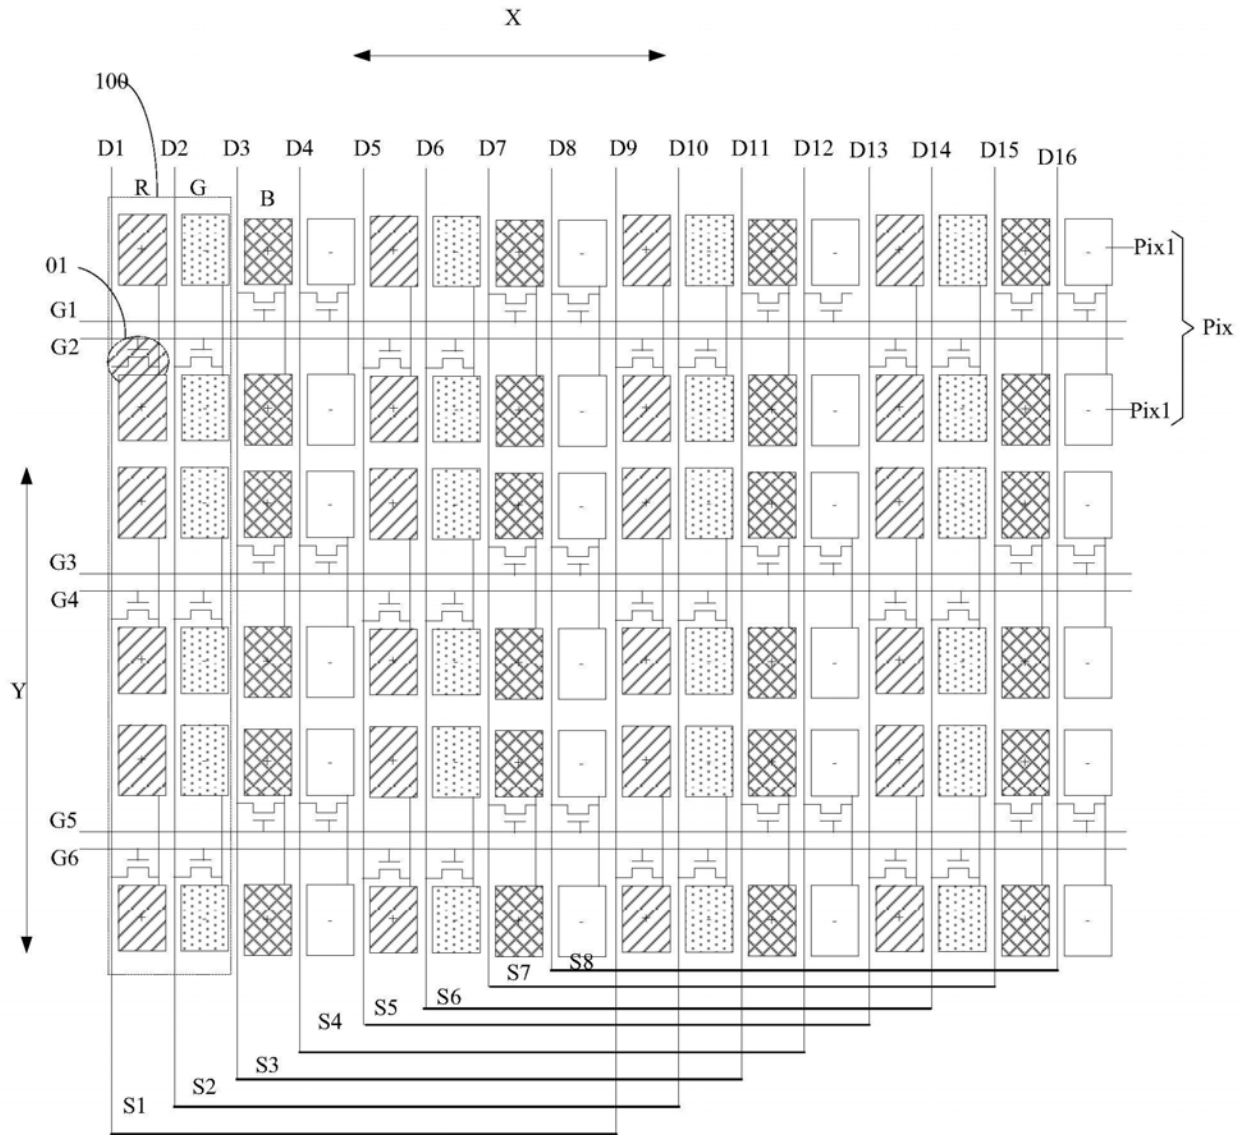 X
100
D1 D2 D3 D4 D5 D6 D7 D8 D9 D10 D11 D12 D13 D14 D15 D16
R G B
Pix1
01
G1
G2
Pix
Pix1
G3
G4
Y
G5
G6
S8
S7
S6
S5
S4
S3
S2
S1